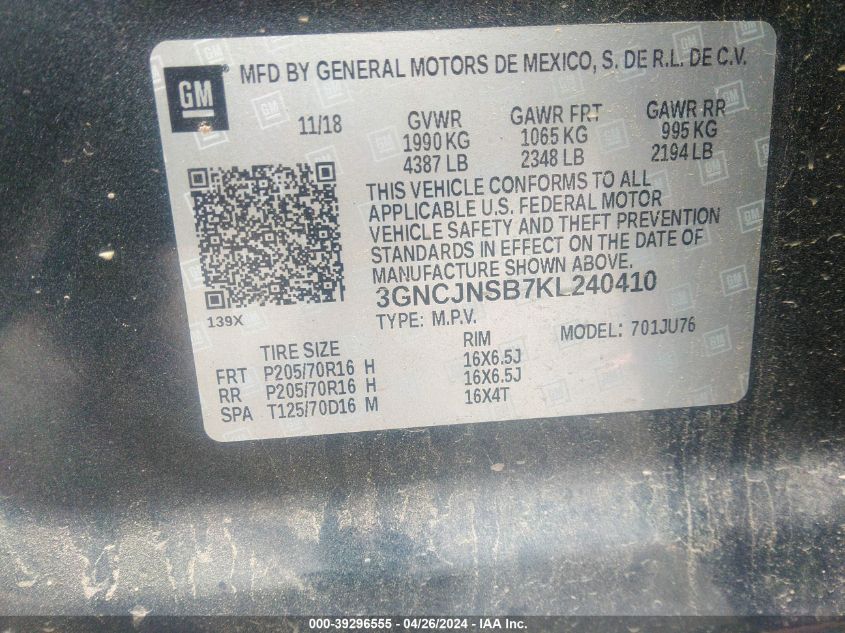 GM
MFD BY GENERAL MOTORS DE MEXICO, S. DE R.L. DE C.V.
11/18 GVWR GAWR FRT GAWR RR
1990 KG 1065 KG 995 KG
4387 LB 2348 LB 2194 LB
THIS VEHICLE CONFORMS TO ALL
APPLICABLE U.S. FEDERAL MOTOR
VEHICLE SAFETY AND THEFT PREVENTION
STANDARDS IN EFFECT ON THE DATE OF
MANUFACTURE SHOWN ABOVE.
3GNCJNSB7KL240410
139X
TYPE: M.P.V. MODEL: 701JU76
TIRE SIZE RIM
FRT P205/70R16 H 16X6.5J
RR P205/70R16 H 16X6.5J
SPA T125/70D16 M 16X4T
000-39296555 - 04/26/2024 - IAA Inc.